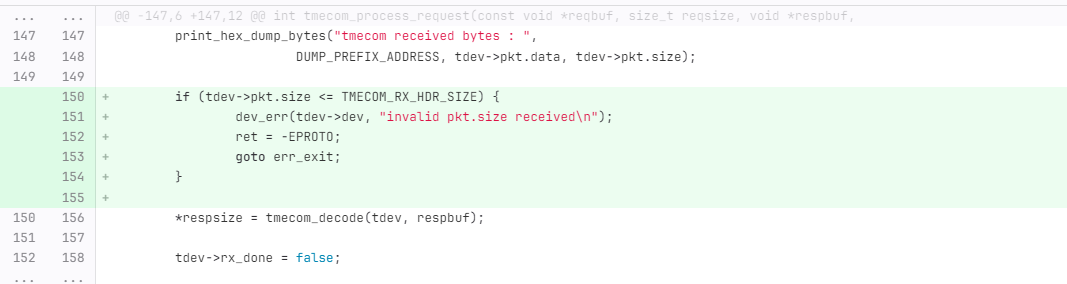 ... ... @@ -147,6 +147,12 @@ int tmecom_process_request(const void *reqbuf, size_t reqsize, void *respbuf,
147 147 print_hex_dump_bytes("tmecom received bytes : ",
148 148 DUMP_PREFIX_ADDRESS, tdev->pkt.data, tdev->pkt.size);
149 149
150 + if (tdev->pkt.size <= TMECOM_RX_HDR_SIZE) {
151 + dev_err(tdev->dev, "invalid pkt.size received\n");
152 + ret = -EPROTO;
153 + goto err_exit;
154 + }
155 +
150 156 *respsize = tmecom_decode(tdev, respbuf);
151 157
152 158 tdev->rx_done = false;
... ...